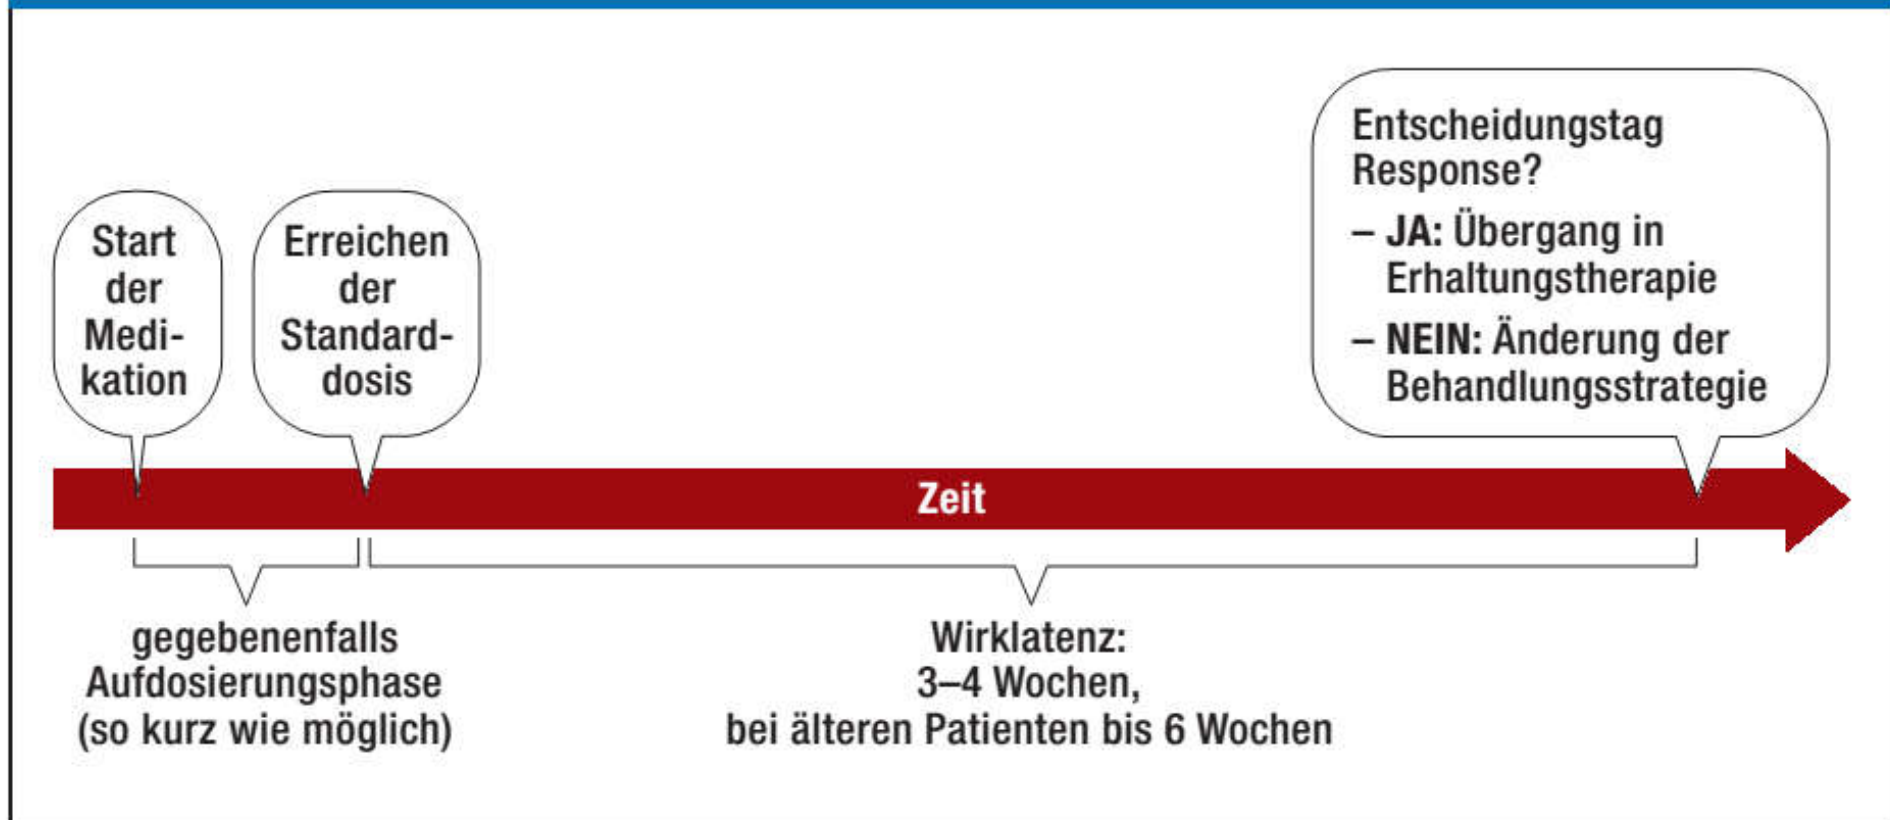 Start
der
Medi-
kation
Erreichen
der
Standard-
dosis
Entscheidungstag
Response?
– JA: Übergang in
Erhaltungstherapie
– NEIN: Änderung der
Behandlungsstrategie
Zeit
gegebenenfalls
Aufdosierungsphase
(so kurz wie möglich)
Wirklatenz:
3–4 Wochen,
bei älteren Patienten bis 6 Wochen